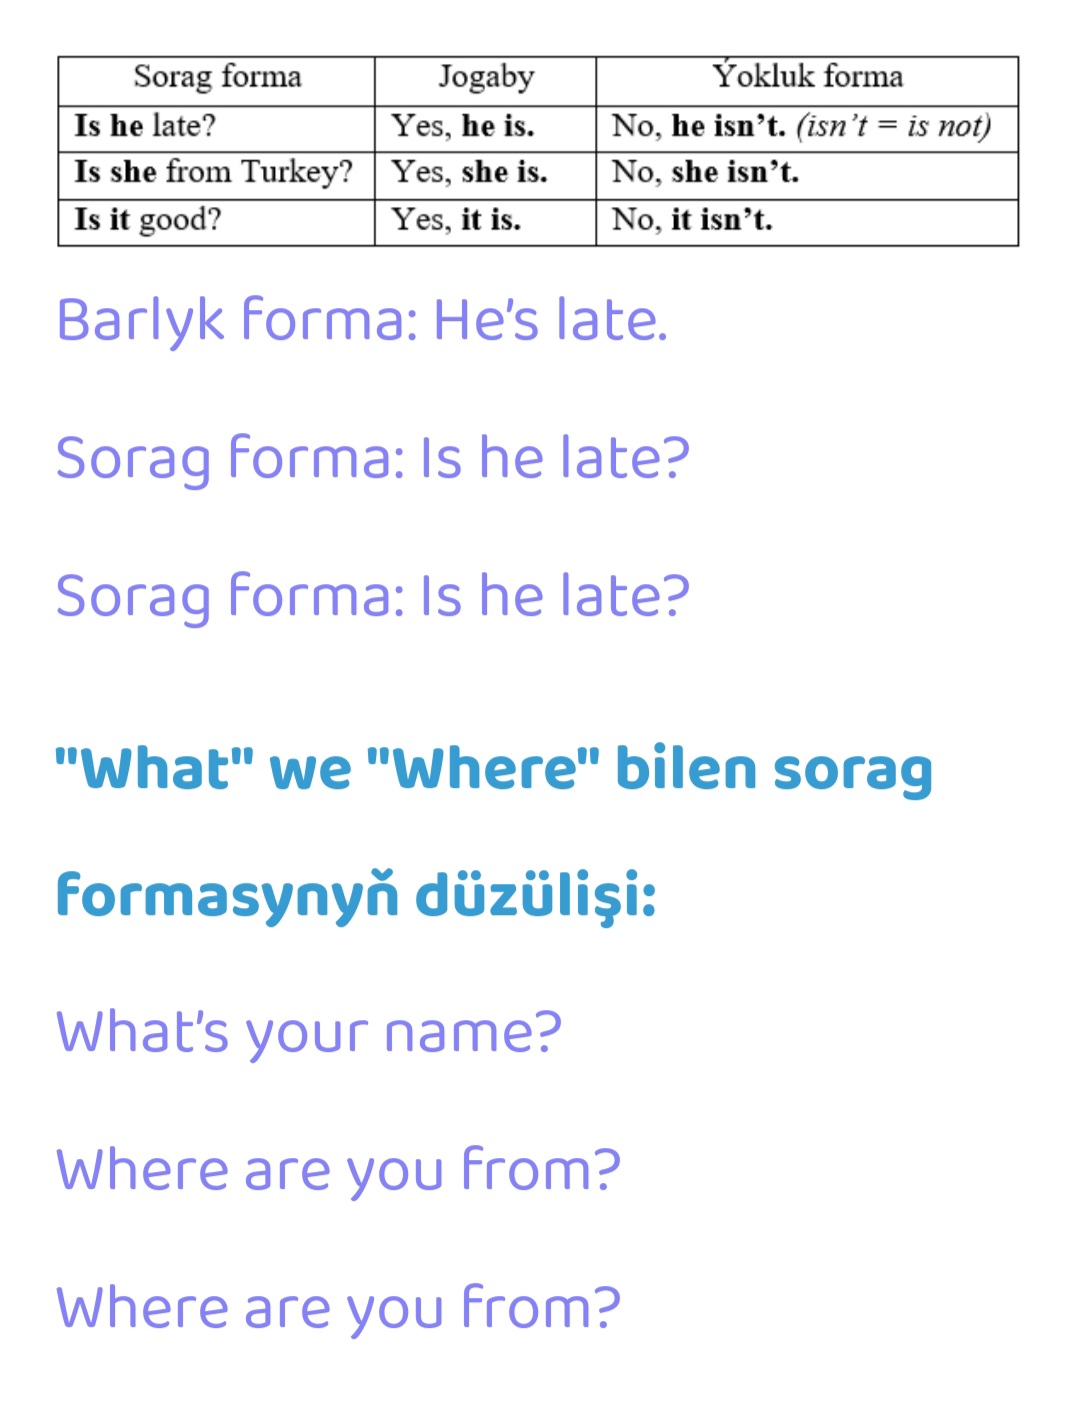 Sorag forma Jogaby Ýokluk forma
Is he late? Yes, he is. No, he isn’t. (isn’t = is not)
Is she from Turkey? Yes, she is. No, she isn’t.
Is it good? Yes, it is. No, it isn’t.
Barlyk forma: He’s late.
Sorag forma: Is he late?
Sorag forma: Is he late?
"What" we "Where" bilen sorag
formasynyň düzülişi:
What’s your name?
Where are you from?
Where are you from?